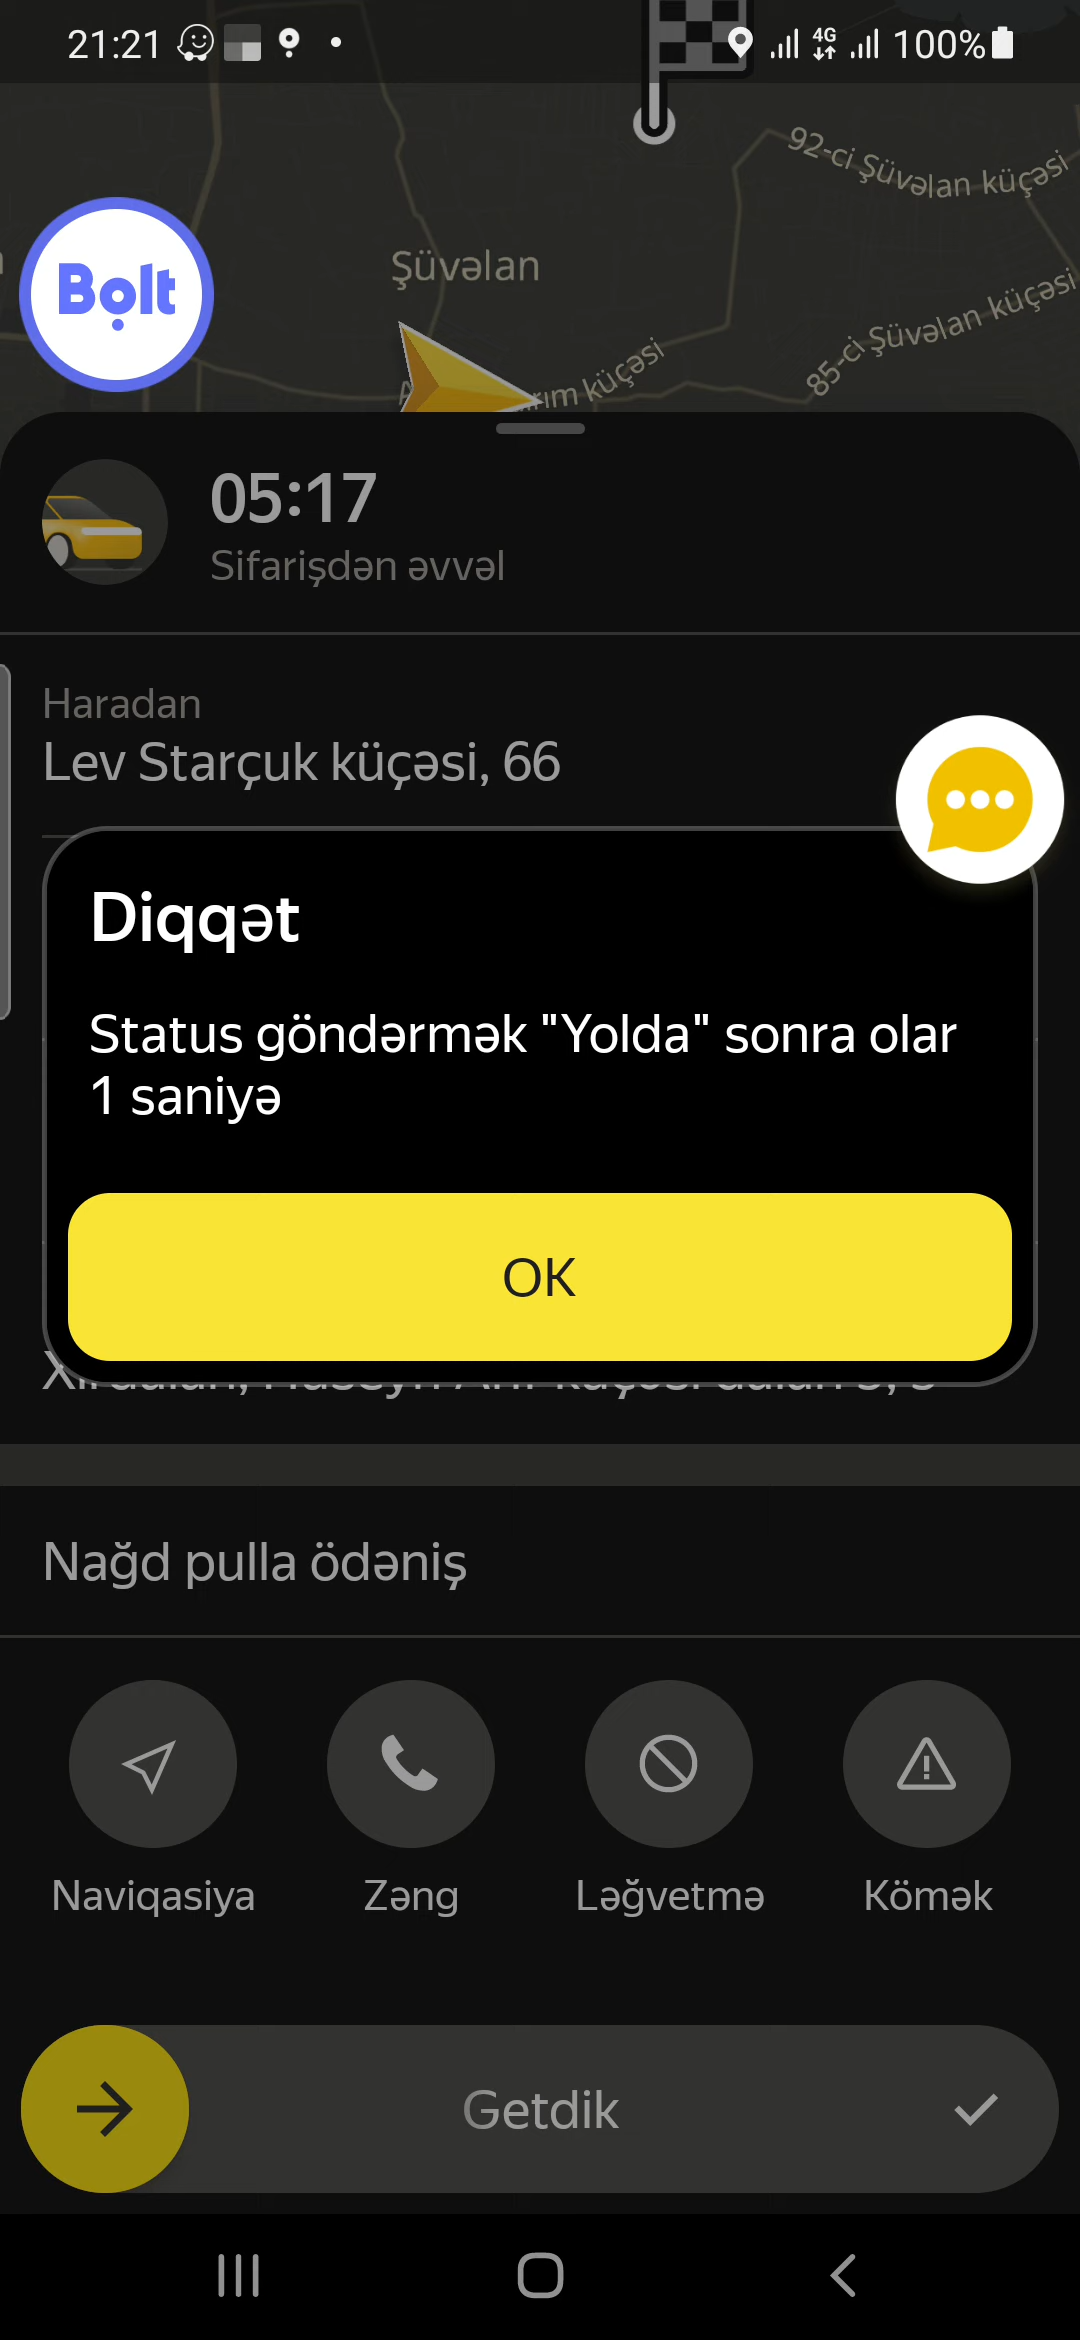 21:21
4G
100%
92-ci Şüvəlan küçəsi
Bolt
Şüvəlan
85-ci Şüvəlan küçəsi
küçəsi
05:17
Sifarişdən əvvəl
Haradan
Lev Starçuk küçəsi, 66
Diqqət
Status göndərmək "Yolda" sonra olar
1 saniyə
OK
Nağd pulla ödəniş
Naviqasiya
Zəng
Ləğvetmə
Kömək
Getdik